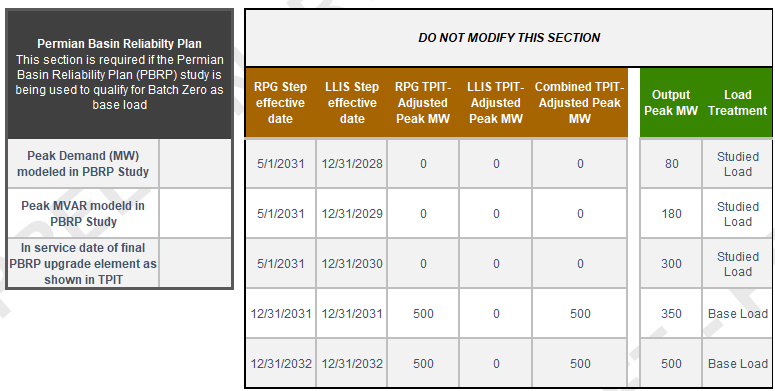 Permian Basin Reliabilty Plan
This section is required if the Permian
Basin Reliability Plan (PBRP) study is
being used to qualify for Batch Zero as
base load
Peak Demand (MW)
modeled in PBRP Study
Peak MVAR modeld in
PBRP Study
In service date of final
PBRP upgrade element as
shown in TPIT
DO NOT MODIFY THIS SECTION
RPG Step effective date LLIS Step effective date RPG TPIT-Adjusted Peak MW LLIS TPIT-Adjusted Peak MW Combined TPIT-Adjusted Peak MW Output Peak MW Load Treatment
5/1/2031 12/31/2028 0 0 0 80 Studied Load
5/1/2031 12/31/2029 0 0 0 180 Studied Load
5/1/2031 12/31/2030 0 0 0 300 Studied Load
12/31/2031 12/31/2031 500 0 500 350 Base Load
12/31/2032 12/31/2032 500 0 500 500 Base Load